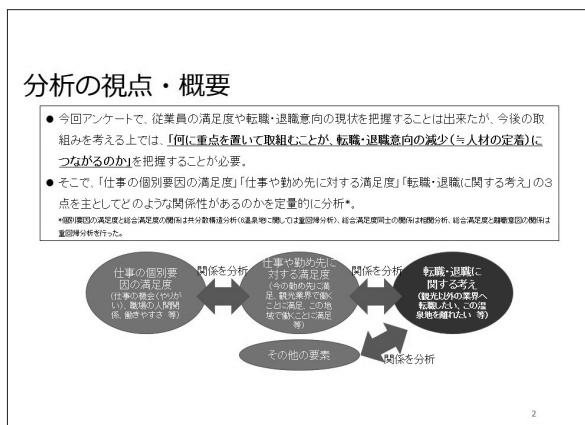 分析の視点・概要
● 今回アンケートで、従業員の満足度や転職・退職意向の現状を把握することは出来たが、今後の取
組みを考える上では、「何に重点を置いて取組むことが、転職・退職意向の減少（≒人材の定着）に
つながるのか」を把握することが必要。
● そこで、「仕事の個別要因の満足度」「仕事や勤め先に対する満足度」「転職・退職に関する考え」の3
点を主としてどのような関係性があるのかを定量的に分析*。
*個別要因の満足度と総合満足度の関係は共分散構造分析（6温泉地に関しては重回帰分析）、総合満足度同士の関係は相関分析、総合満足度と離職意図の関係は
重回帰分析を行った。
仕事の個別要
因の満足度
（仕事の機会（やりが
い）、職場の人間関
係、働きやすさ 等）
関係を分析
仕事や勤め先に
対する満足度
（今の勤め先に満
足、観光業界で働く
ことに満足、この地
域で働くことに満足
等）
関係を分析
転職・退職に
関する考え
（観光以外の業界へ
転職したい、この温
泉地を離れたい 等）
その他の要素
関係を分析
2